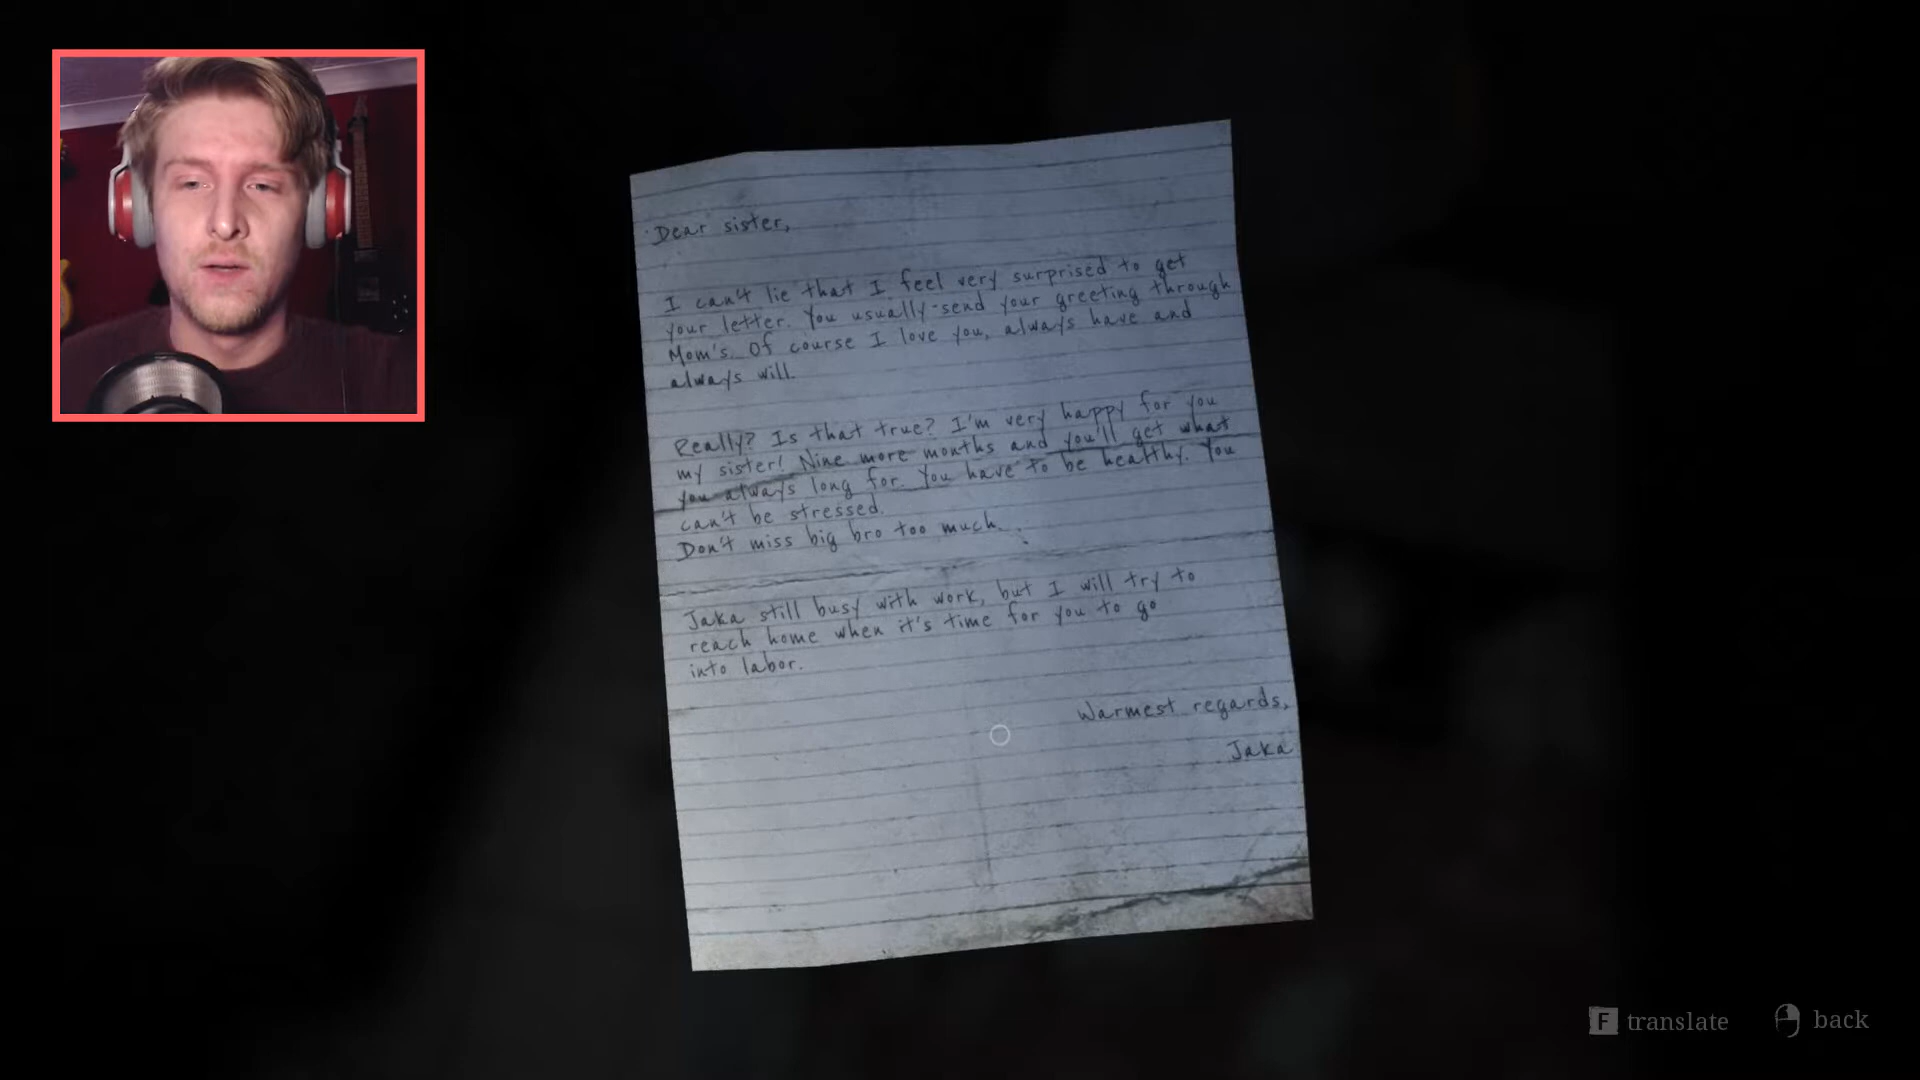 Dear sister,
I can't lie that I feel very surprised to get
your letter. You usually send your greeting through
Mom's. Of course I love you, always have and
always will.
Really? Is that true? I'm very happy for you
my sister! Nine more months and you'll get what
you always long for. You have to be healthy. You
can't be stressed.
Don't miss big bro too much.
Jaka still busy with work, but I will try to
reach home when it's time for you to go
into labor.
Warmest regards,
Jaka
F translate
back